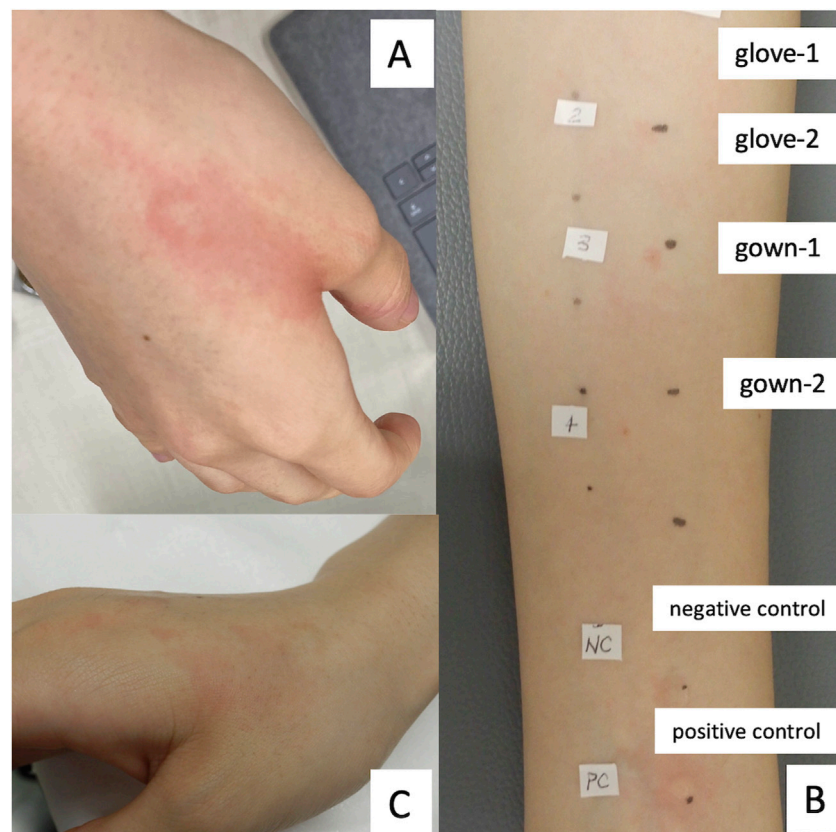 A
glove-1
2
glove-2
3
gown-1
gown-2
4
negative control
NC
positive control
PC
B
C